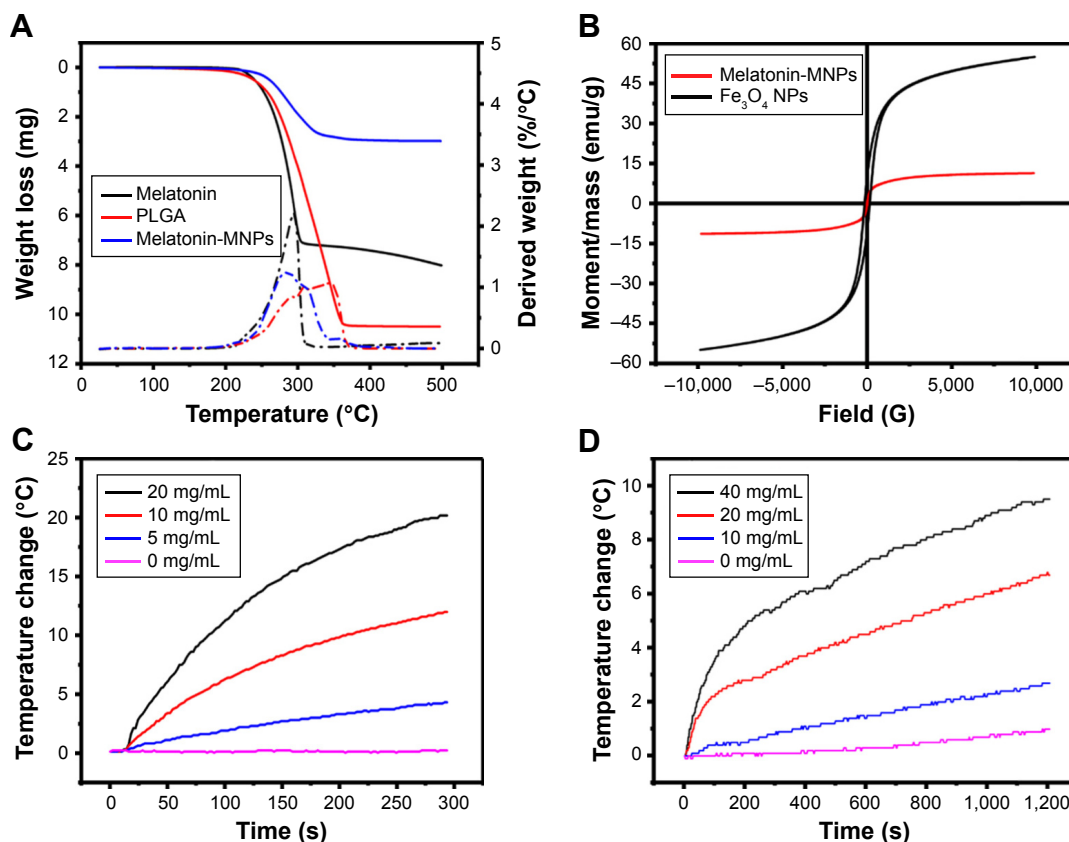 A
Weight loss (mg)
0
2
4
6
8
10
12
Melatonin
PLGA
Melatonin-MNPs
5
4
3
2
1
0
Derived weight (%/°C)
0 100 200 300 400 500
Temperature (°C)
B
Moment/mass (emu/g)
60
45
30
15
0
–15
–30
–45
–60
Melatonin-MNPs
Fe₃O₄ NPs
–10,000 –5,000 0 5,000 10,000
Field (G)
C
Temperature change (°C)
25
20
15
10
5
0
20 mg/mL
10 mg/mL
5 mg/mL
0 mg/mL
0 50 100 150 200 250 300
Time (s)
D
Temperature change (°C)
10
8
6
4
2
0
40 mg/mL
20 mg/mL
10 mg/mL
0 mg/mL
0 200 400 600 800 1,000 1,200
Time (s)